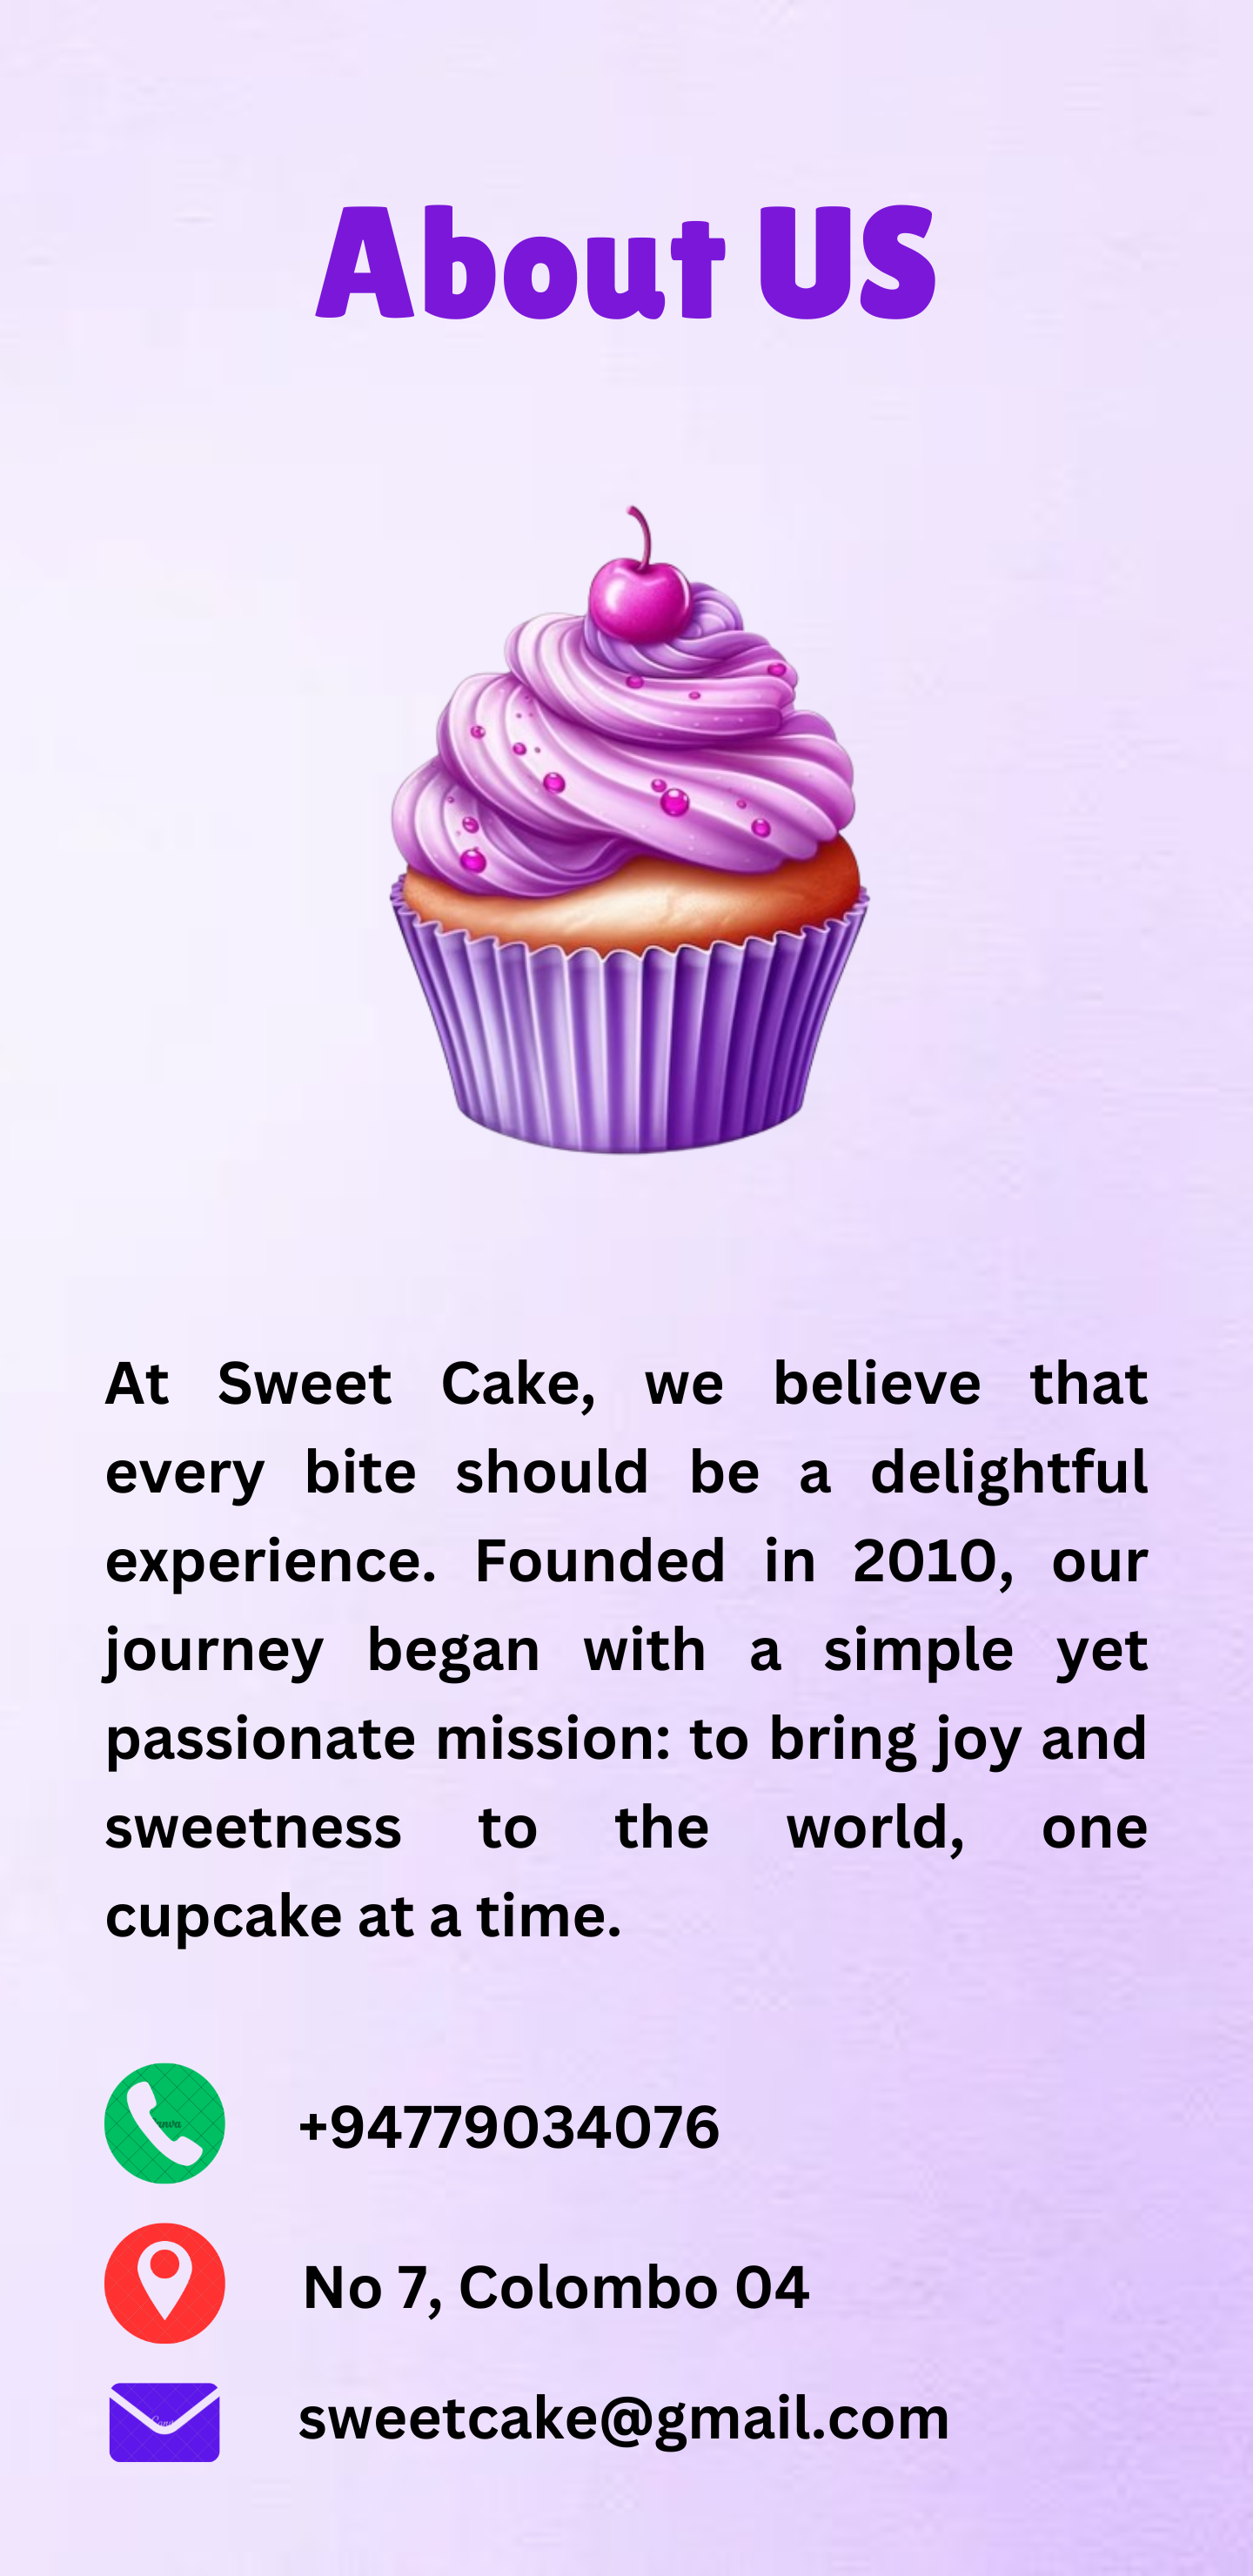 About US
At Sweet Cake, we believe that
every bite should be a delightful
experience. Founded in 2010, our
journey began with a simple yet
passionate mission: to bring joy and
sweetness to the world, one
cupcake at a time.
+94779034076
No 7, Colombo 04
sweetcake@gmail.com